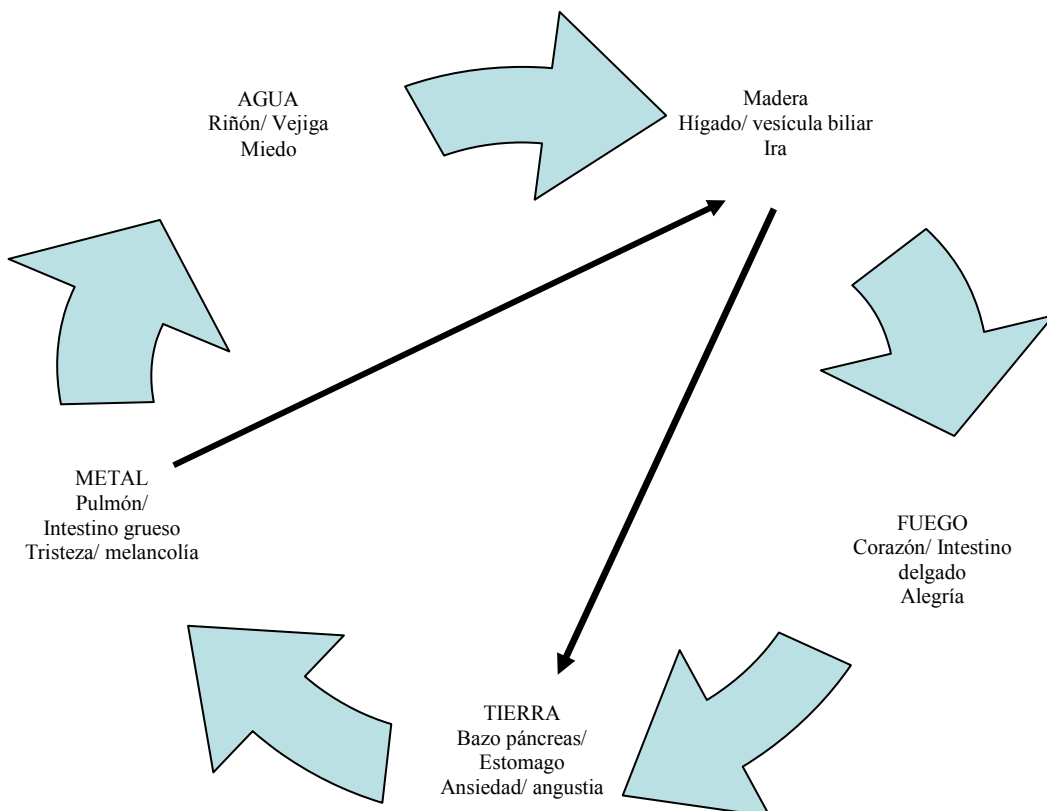 AGUA
Riñón/ Vejiga
Miedo
Madera
Hígado/ vesícula biliar
Ira
METAL
Pulmón/
Intestino grueso
Tristeza/ melancolía
FUEGO
Corazón/ Intestino
delgado
Alegría
TIERRA
Bazo páncreas/
Estomago
Ansiedad/ angustia